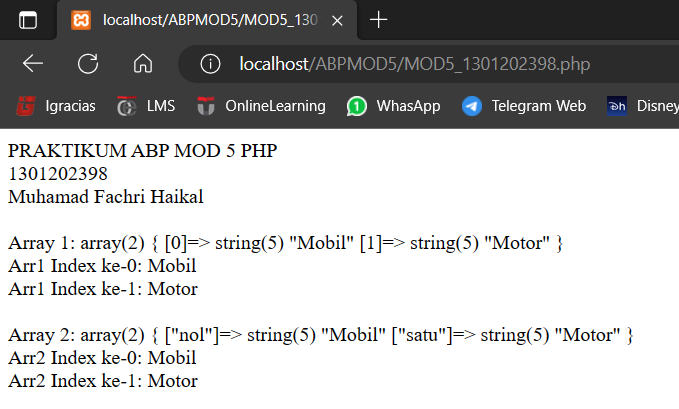 localhost/ABPMOD5/MOD5_130
localhost/ABPMOD5/MOD5_1301202398.php
Igracias LMS OnlineLearning WhasApp Telegram Web Disney
PRAKTIKUM ABP MOD 5 PHP
1301202398
Muhamad Fachri Haikal
Array 1: array(2) { [0]=> string(5) "Mobil" [1]=> string(5) "Motor" }
Arr1 Index ke-0: Mobil
Arr1 Index ke-1: Motor
Array 2: array(2) { ["nol"]=> string(5) "Mobil" ["satu"]=> string(5) "Motor" }
Arr2 Index ke-0: Mobil
Arr2 Index ke-1: Motor